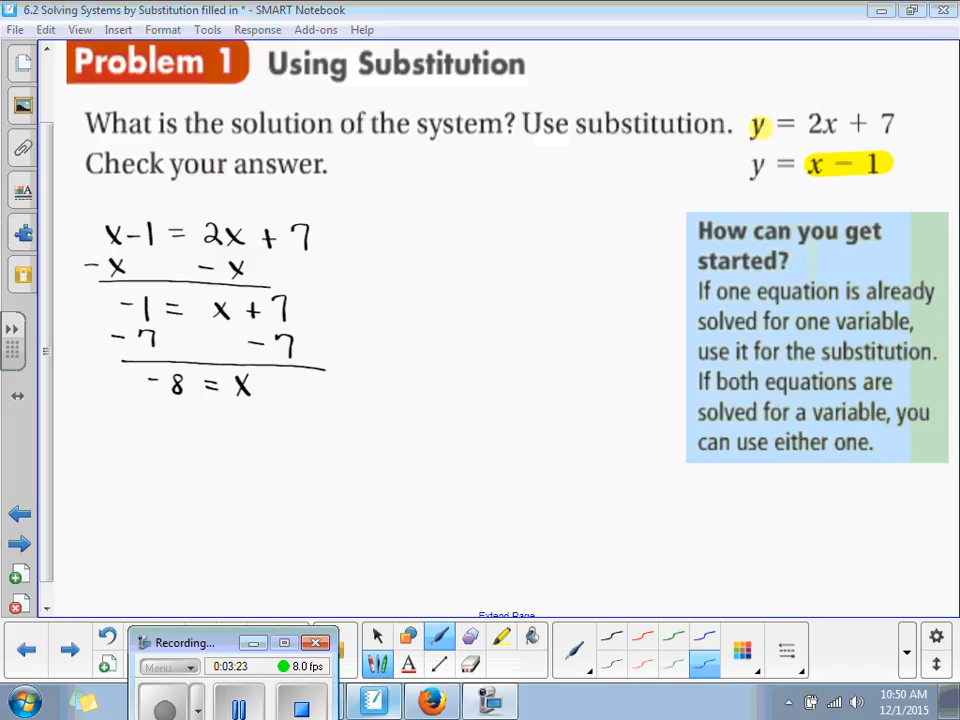 6.2 Solving Systems by Substitution filled in * - SMART Notebook
File Edit View Insert Format Tools Response Add-ons Help
Problem 1 Using Substitution
What is the solution of the system? Use substitution. y = 2x + 7
Check your answer. y = x − 1
x-1 = 2x + 7
-x -x
-1 = x + 7
-7 -7
-8 = x
How can you get
started?
If one equation is already
solved for one variable,
use it for the substitution.
If both equations are
solved for a variable, you
can use either one.
Extend Page
Recording...
Menu
0:03:23
8.0 fps
A
10:50 AM
12/1/2015